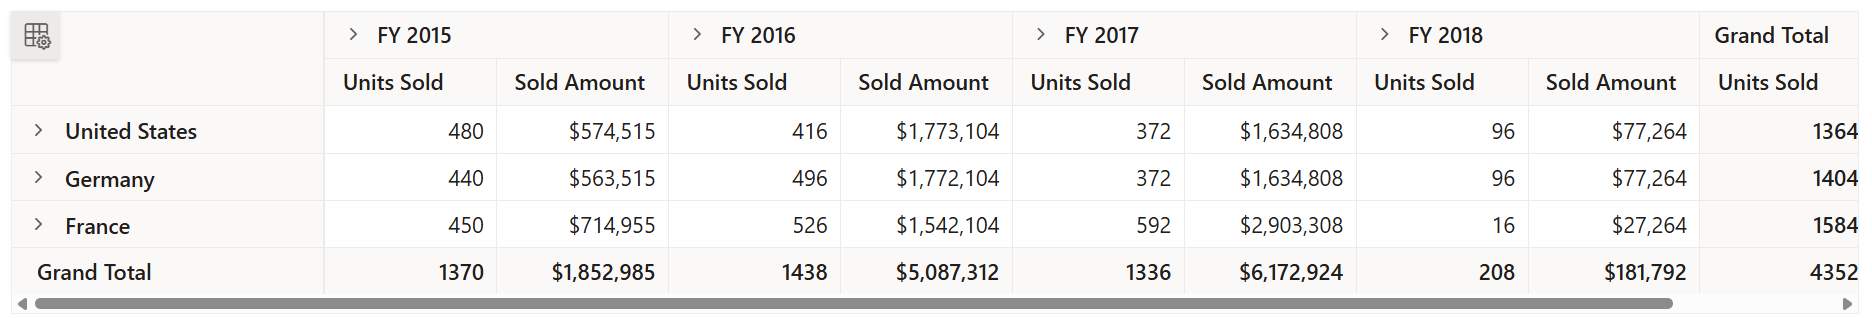 FY 2015 FY 2016 FY 2017 FY 2018 Grand Total
Units Sold Sold Amount Units Sold Sold Amount Units Sold Sold Amount Units Sold Sold Amount Units Sold
United States 480 $574,515 416 $1,773,104 372 $1,634,808 96 $77,264 1364
Germany 440 $563,515 496 $1,772,104 372 $1,634,808 96 $77,264 1404
France 450 $714,955 526 $1,542,104 592 $2,903,308 16 $27,264 1584
Grand Total 1370 $1,852,985 1438 $5,087,312 1336 $6,172,924 208 $181,792 4352